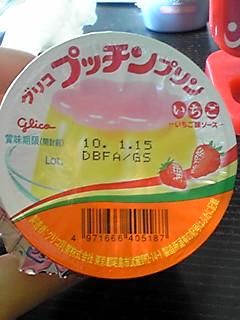 グリコ
プッチンプリン
いちご
いちご味ソース
glico
賞味期限(開封前)
10. 1.15
Lot.
DBFA/GS
4 971666 405187